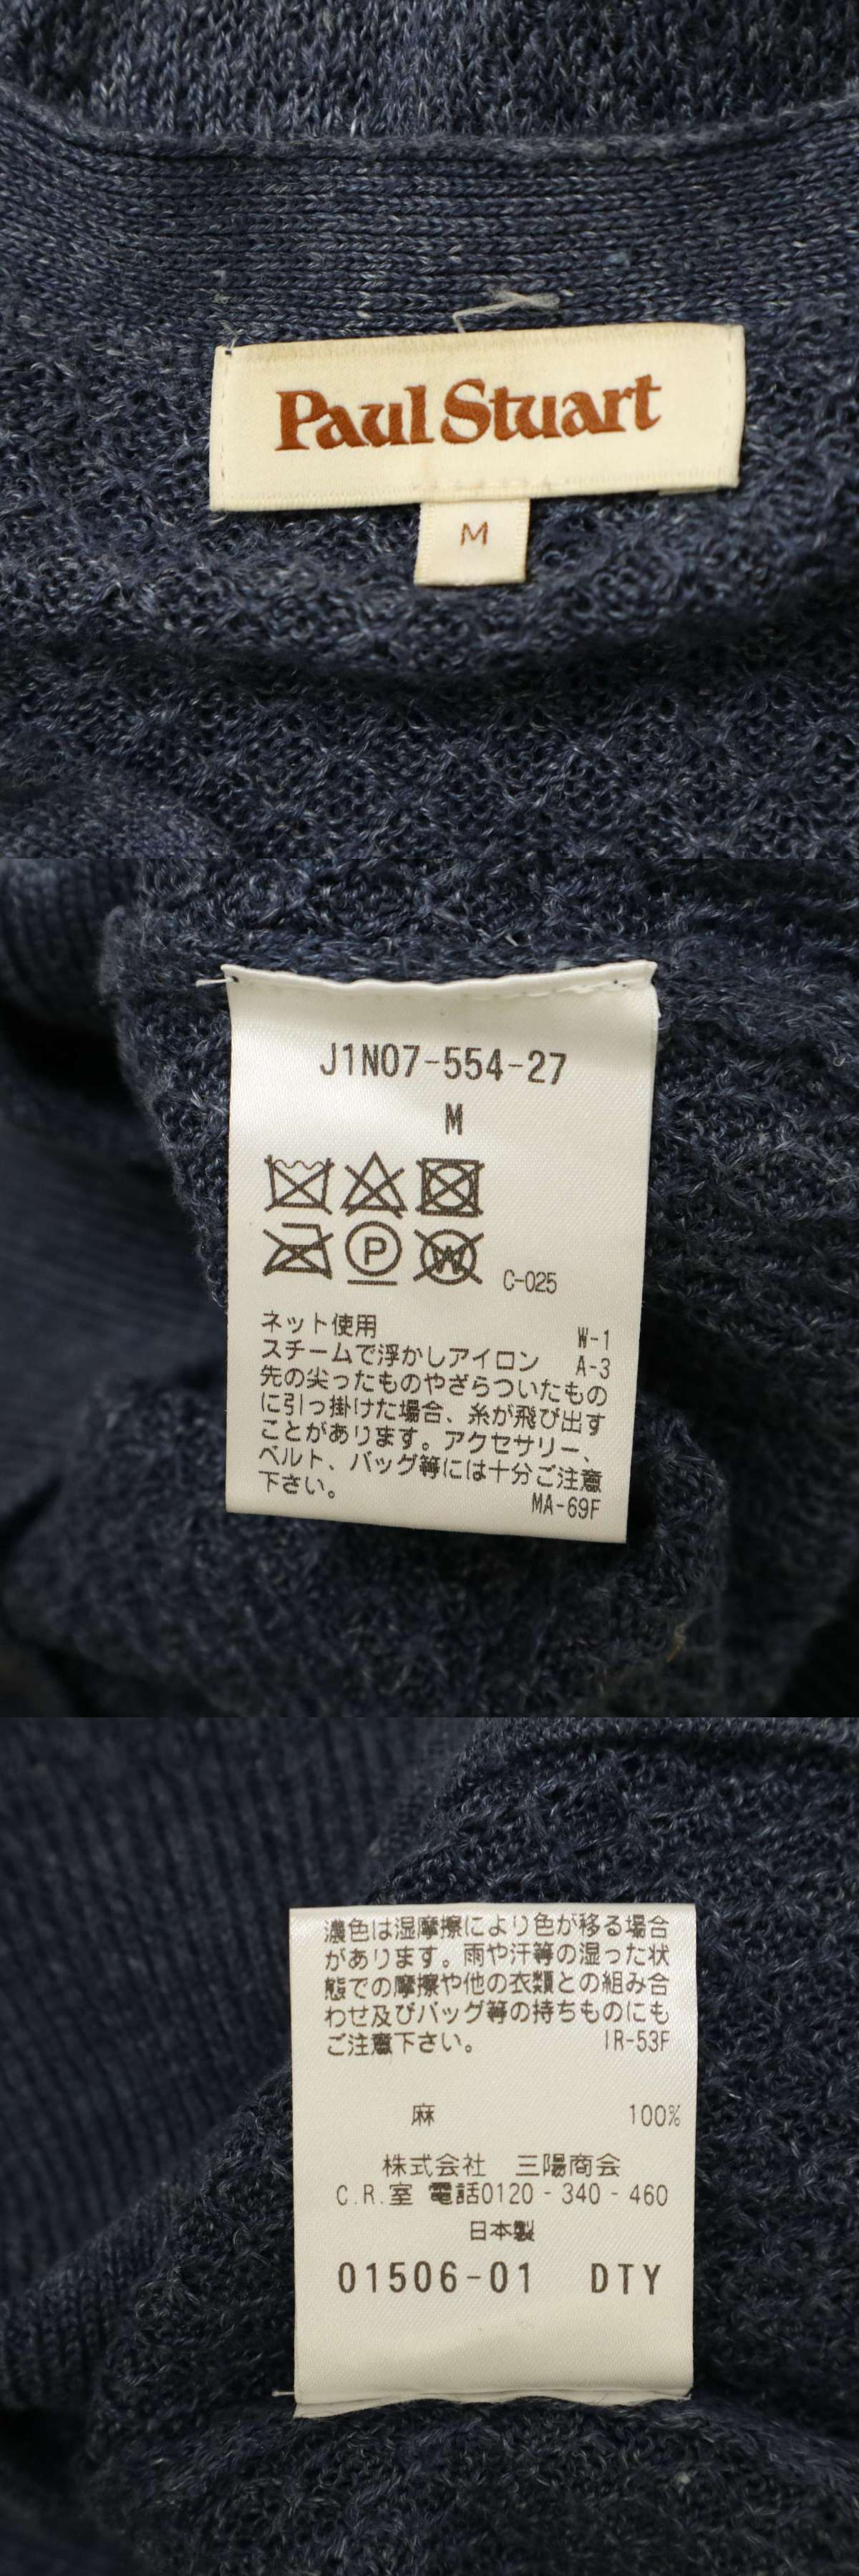 Paul Stuart
M
J1N07-554-27
M
P
W
C-025
ネット使用 W-1
スチームで浮かしアイロン A-3
先の尖ったものやざらついたもの
に引っ掛けた場合、糸が飛び出す
ことがあります。アクセサリー、
ベルト、バッグ等には十分ご注意
下さい。
MA-69F
濃色は湿摩擦により色が移る場合
があります。雨や汗等の湿った状
態での摩擦や他の衣類との組み合
わせ及びバッグ等の持ちものにも
ご注意下さい。 IR-53F
麻 100%
株式会社 三陽商会
C.R.室 電話0120-340-460
日本製
01506-01 DTY